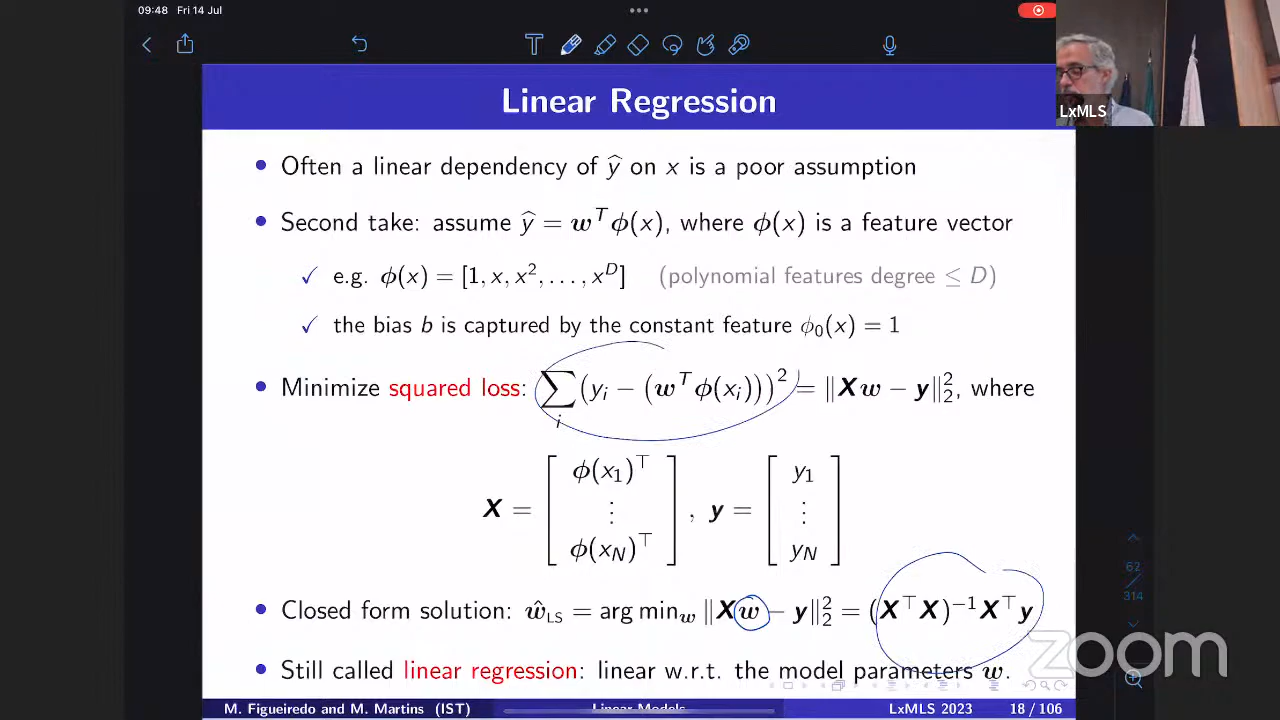 09:48 Fri 14 Jul
LxMLS
Linear Regression
• Often a linear dependency of ŷ on x is a poor assumption
• Second take: assume ŷ = wᵀϕ(x), where ϕ(x) is a feature vector
✓ e.g. ϕ(x) = [1, x, x², . . . , xᴰ] (polynomial features degree ≤ D)
✓ the bias b is captured by the constant feature ϕ₀(x) = 1
• Minimize squared loss: ∑ᵢ (yᵢ − (wᵀϕ(xᵢ)))² = ‖Xw − y‖₂², where
X = [ ϕ(x₁)^⊤ ⋮ ϕ(x_N)^⊤ ] , y = [ y₁ ⋮ y_N ]
• Closed form solution: ŵ_LS = arg min_w ‖Xw − y‖₂² = (X^⊤X)⁻¹X^⊤y
• Still called linear regression: linear w.r.t. the model parameters w.
M. Figueiredo and M. Martins (IST) Linear Models LxMLS 2023 18 / 106
62
/
314
zoom